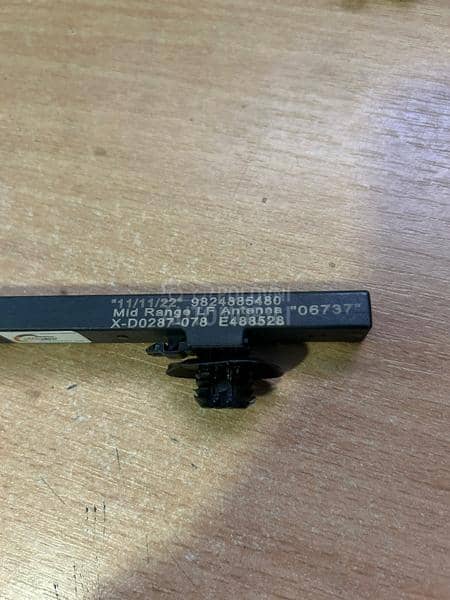 "11/11/22" 9824885480
Mid Range LF Antenna "06737"
X-D0287-078 E488528